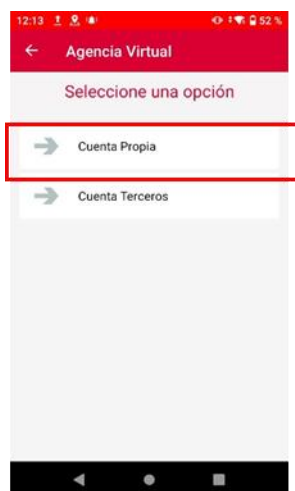 12:13 52 %
Agencia Virtual
Seleccione una opción
Cuenta Propia
Cuenta Terceros